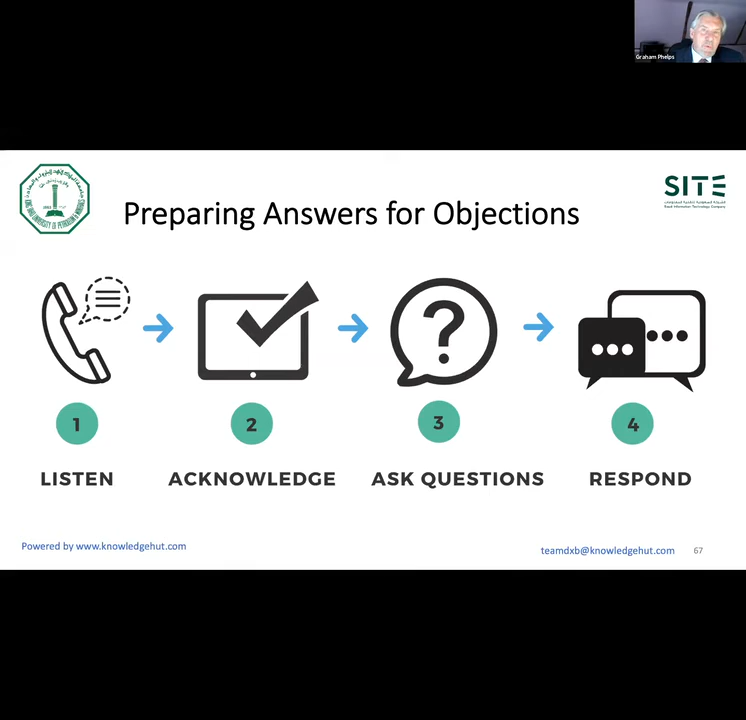 Graham Phelps
SITE
Preparing Answers for Objections
?
1
2
3
4
LISTEN
ACKNOWLEDGE
ASK QUESTIONS
RESPOND
Powered by www.knowledgehut.com
teamdxb@knowledgehut.com
67